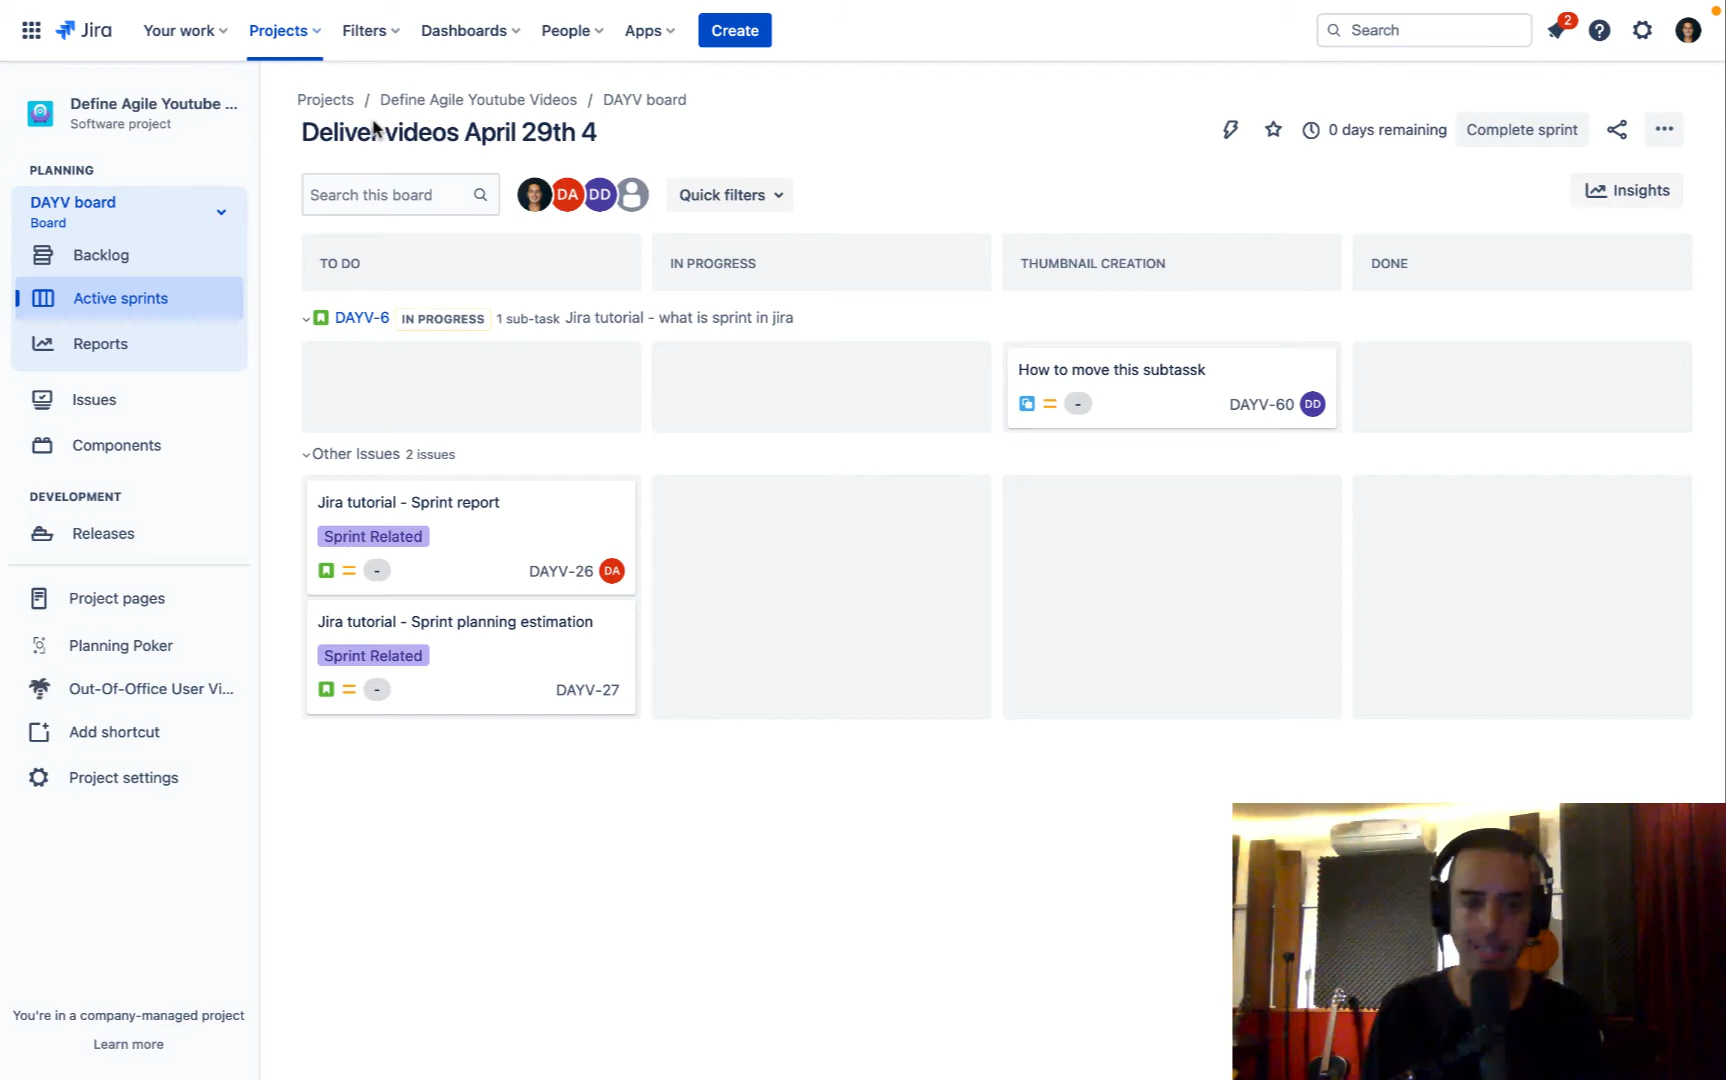 Jira
Your work
Projects
Filters
Dashboards
People
Apps
Create
Search
2
Define Agile Youtube ...
Software project
PLANNING
DAYV board
Board
Backlog
Active sprints
Reports
Issues
Components
DEVELOPMENT
Releases
Project pages
Planning Poker
Out-Of-Office User Vi...
Add shortcut
Project settings
You're in a company-managed project
Learn more
Projects / Define Agile Youtube Videos / DAYV board
Deliver videos April 29th 4
0 days remaining
Complete sprint
Search this board
DA
DD
Quick filters
Insights
TO DO
IN PROGRESS
THUMBNAIL CREATION
DONE
DAYV-6 IN PROGRESS 1 sub-task Jira tutorial - what is sprint in jira
How to move this subtassk
- DAYV-60 DD
Other Issues 2 issues
Jira tutorial - Sprint report
Sprint Related
- DAYV-26 DA
Jira tutorial - Sprint planning estimation
Sprint Related
- DAYV-27